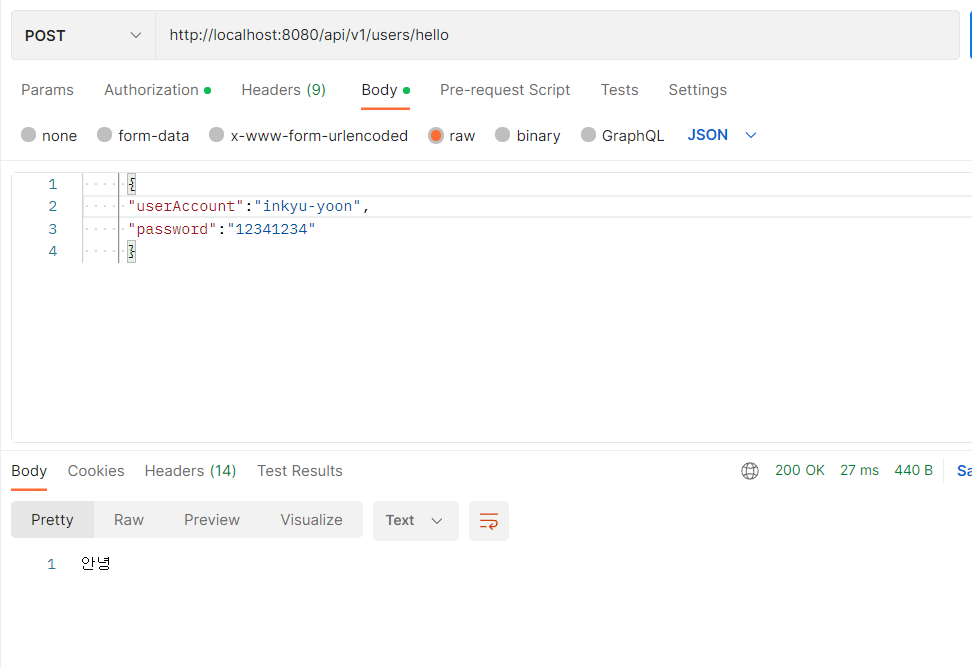 POST http://localhost:8080/api/v1/users/hello
Params Authorization Headers (9) Body Pre-request Script Tests Settings
none form-data x-www-form-urlencoded raw binary GraphQL JSON
1 {
2 "userAccount":"inkyu-yoon",
3 "password":"12341234"
4 }
Body Cookies Headers (14) Test Results 200 OK 27 ms 440 B Sa
Pretty Raw Preview Visualize Text
1 안녕